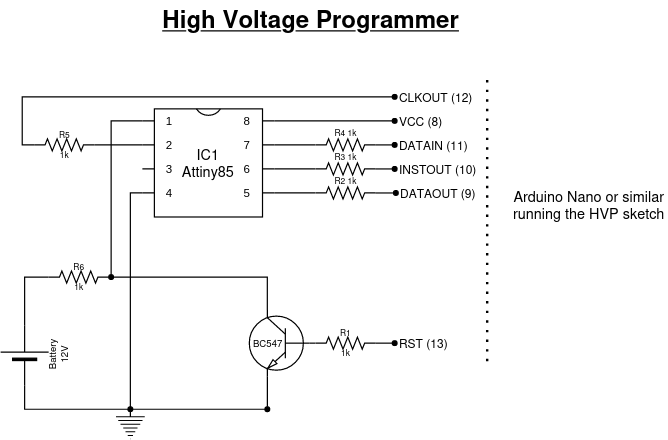 High Voltage Programmer
CLKOUT (12)
R5
1k
1
2
3
4
IC1
Attiny85
8
7
6
5
VCC (8)
R4 1k
DATAIN (11)
R3 1k
INSTOUT (10)
R2 1k
DATAOUT (9)
Arduino Nano or similar
running the HVP sketch
R6
1k
Battery
12V
BC547
R1
1k
RST (13)